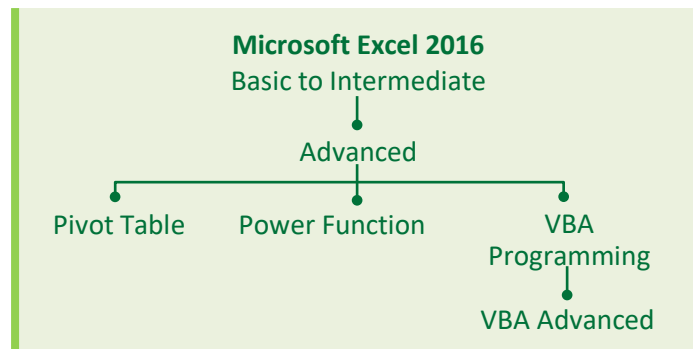 Microsoft Excel 2016
Basic to Intermediate
Advanced
Pivot Table
Power Function
VBA
Programming
VBA Advanced